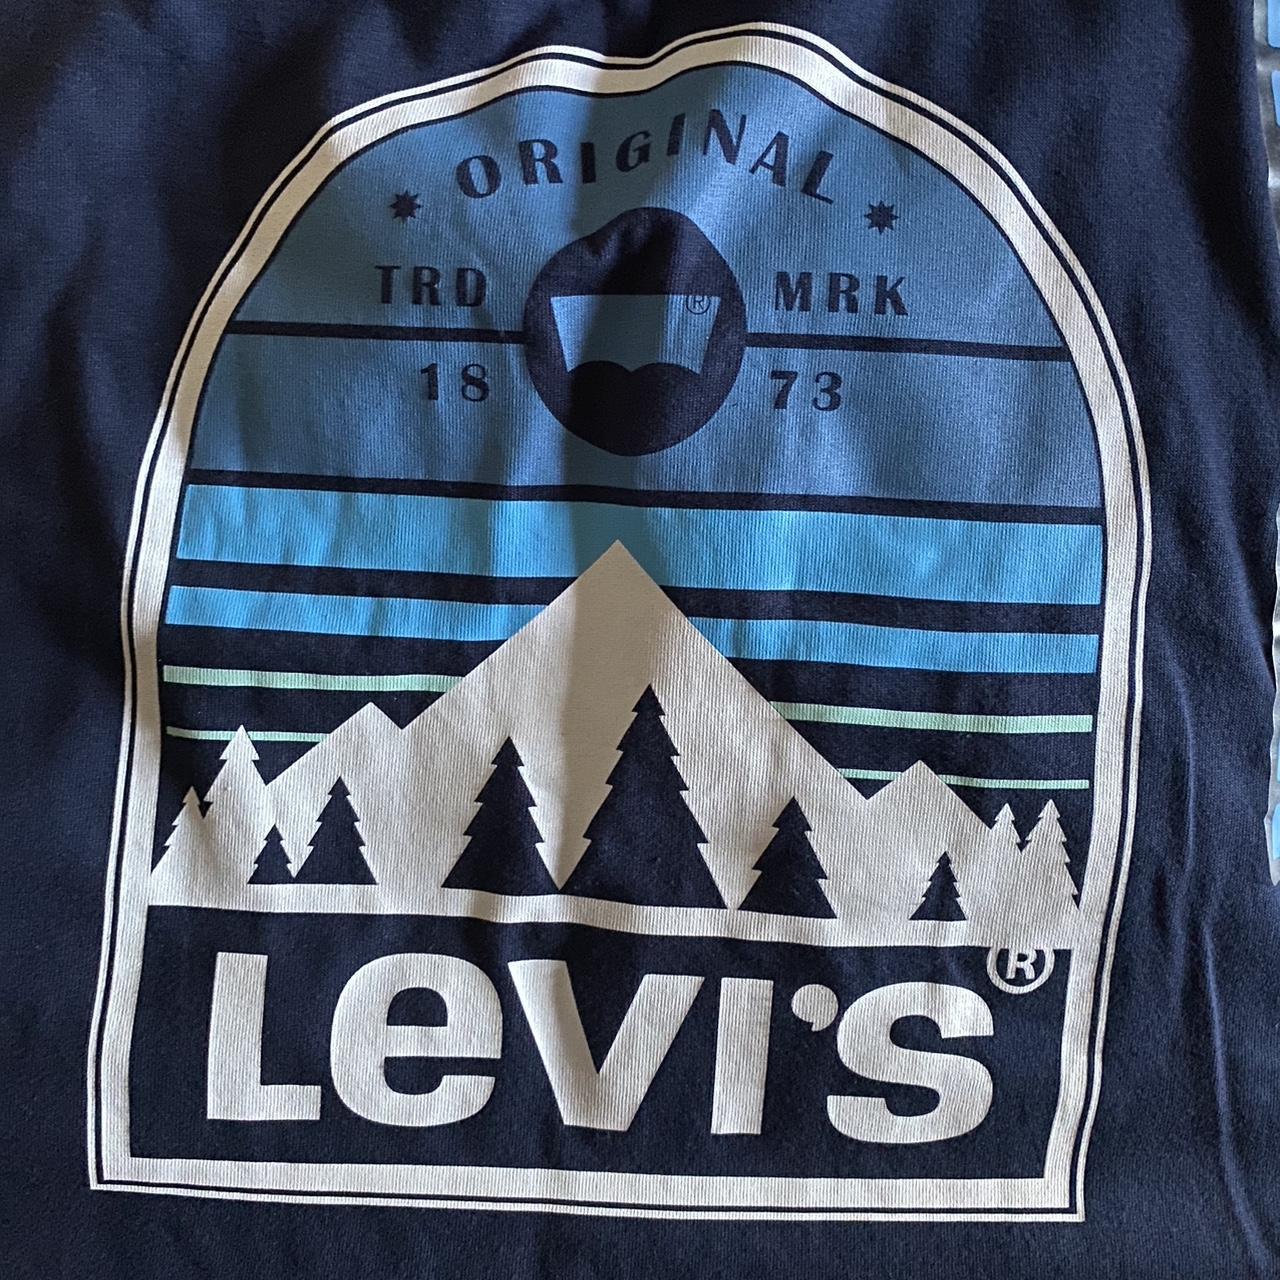 ORIGINAL
TRD MRK
®
18 73
LeVI'S®